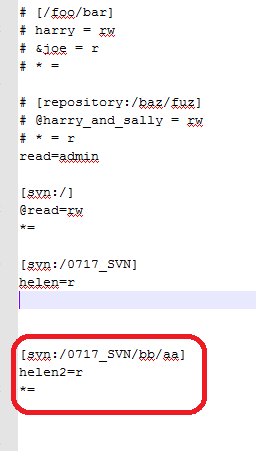 # [/foo/bar]
# harry = rw
# &joe = r
# * =
# [repository:/baz/fuz]
# @harry_and_sally = rw
# * = r
read=admin
[svn:/]
@read=rw
*=
[svn:/0717_SVN]
helen=r
[svn:/0717_SVN/bb/aa]
helen2=r
*=